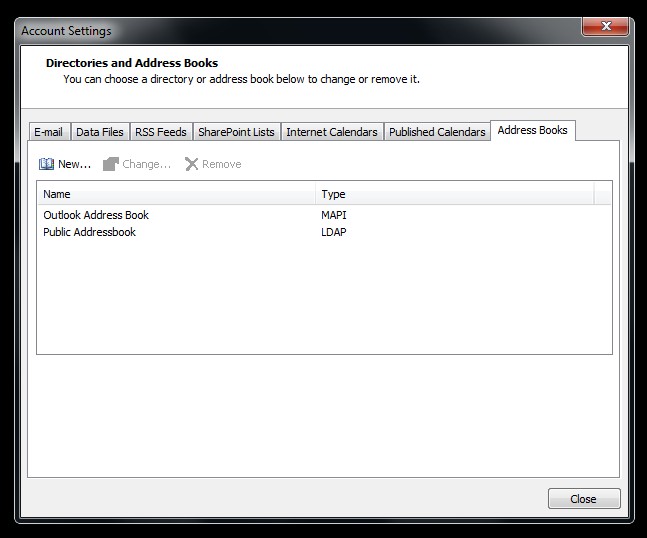 Account Settings
Directories and Address Books
You can choose a directory or address book below to change or remove it.
E-mail Data Files RSS Feeds SharePoint Lists Internet Calendars Published Calendars Address Books
New... Change... Remove
Name Type
Outlook Address Book MAPI
Public Addressbook LDAP
Close